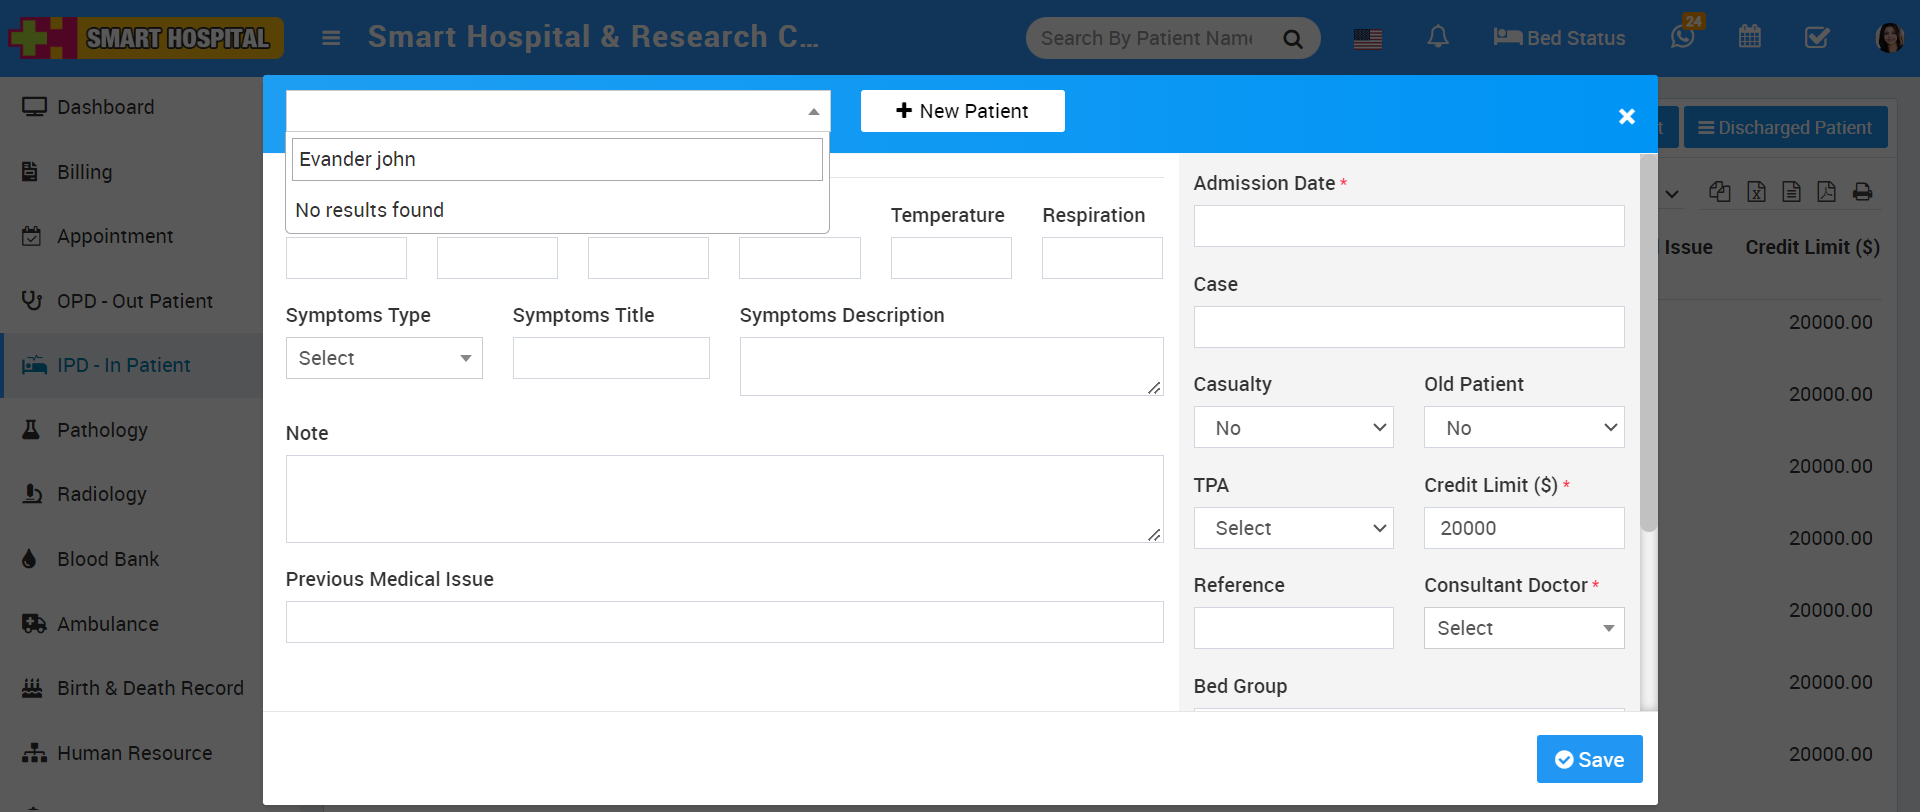 SMART HOSPITAL
Smart Hospital & Research C...
Search By Patient Name
Bed Status
24
Dashboard
Billing
Appointment
OPD - Out Patient
IPD - In Patient
Pathology
Radiology
Blood Bank
Ambulance
Birth & Death Record
Human Resource
New Patient
Evander john
No results found
Temperature
Respiration
Symptoms Type
Symptoms Title
Symptoms Description
Select
Note
Previous Medical Issue
Admission Date *
Case
Casualty
Old Patient
No
No
TPA
Credit Limit ($) *
Select
20000
Reference
Consultant Doctor *
Select
Bed Group
Save
Discharged Patient
Issue
Credit Limit ($)
20000.00
20000.00
20000.00
20000.00
20000.00
20000.00
20000.00